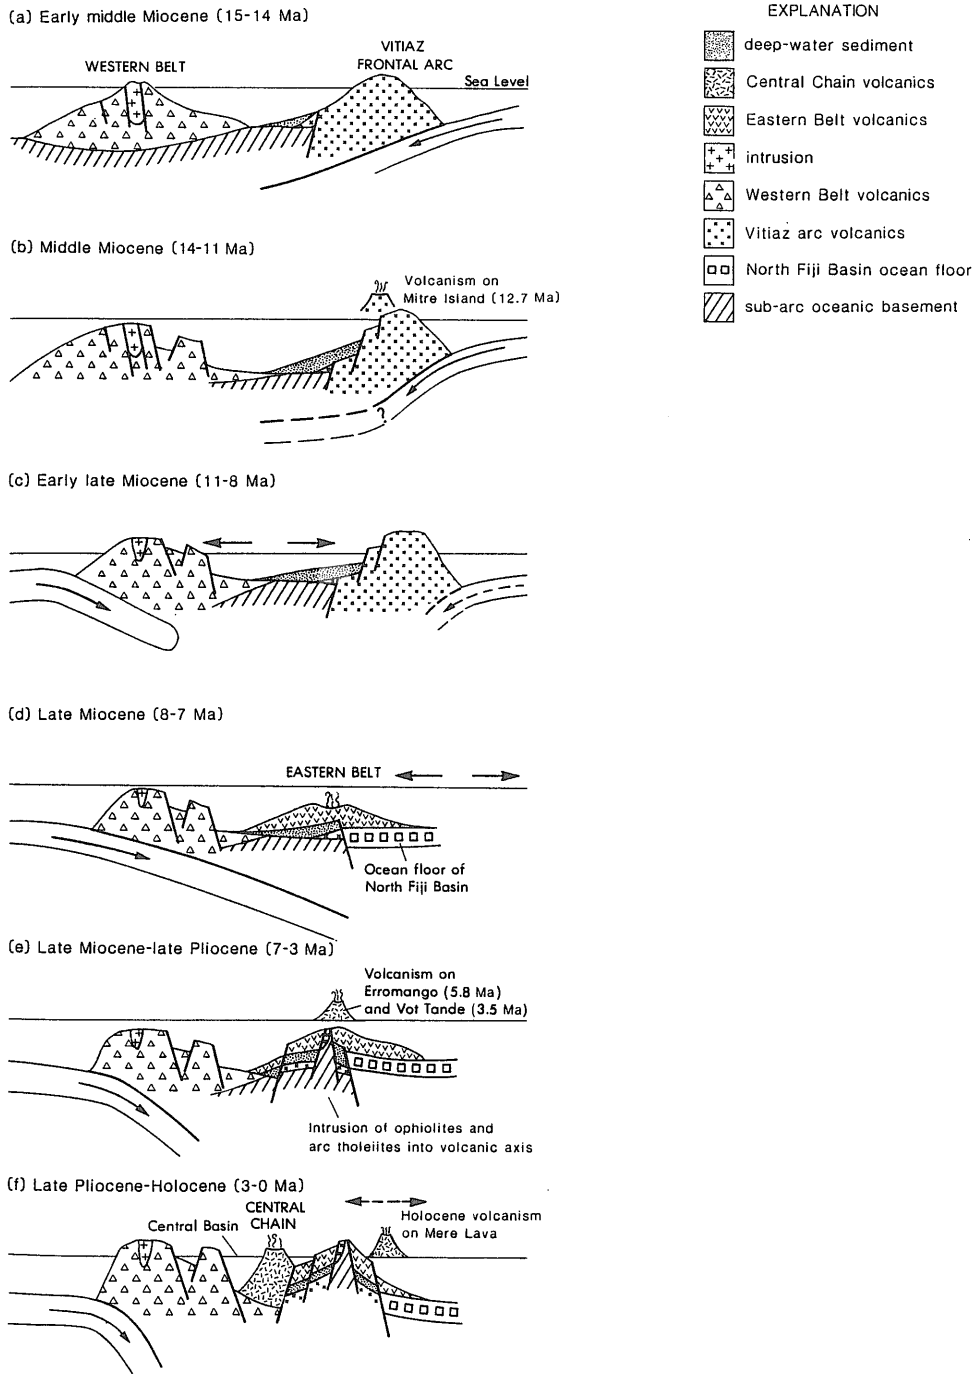 (a) Early middle Miocene (15-14 Ma)
WESTERN BELT
VITIAZ
FRONTAL ARC
Sea Level
EXPLANATION
deep-water sediment
Central Chain volcanics
Eastern Belt volcanics
intrusion
Western Belt volcanics
Vitiaz arc volcanics
North Fiji Basin ocean floor
sub-arc oceanic basement
(b) Middle Miocene (14-11 Ma)
Volcanism on
Mitre Island (12.7 Ma)
?
(c) Early late Miocene (11-8 Ma)
(d) Late Miocene (8-7 Ma)
EASTERN BELT
Ocean floor of
North Fiji Basin
(e) Late Miocene-late Pliocene (7-3 Ma)
Volcanism on
Erromango (5.8 Ma)
and Vot Tande (3.5 Ma)
Intrusion of ophiolites and
arc tholeiites into volcanic axis
(f) Late Pliocene-Holocene (3-0 Ma)
Central Basin
CENTRAL
CHAIN
Holocene volcanism
on Mere Lava